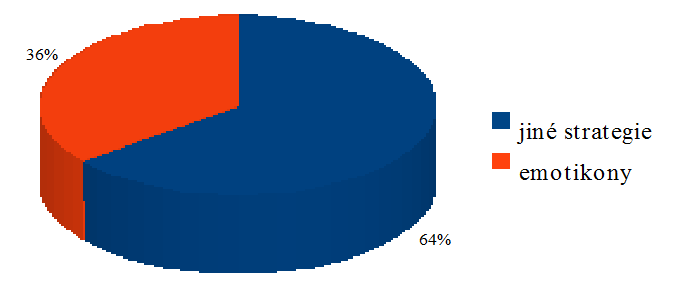 36%
jiné strategie
emotikony
64%